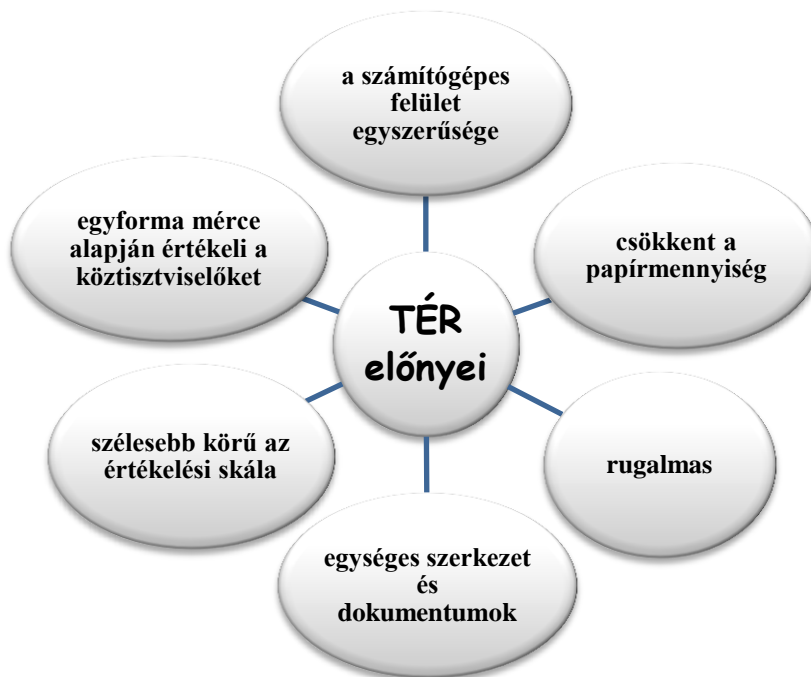 a számítógépes
felület
egyszerűsége
egyforma mérce
alapján értékeli a
köztisztviselőket
csökkent a
papírmennyiség
TÉR
előnyei
szélesebb körű az
értékelési skála
rugalmas
egységes szerkezet
és
dokumentumok